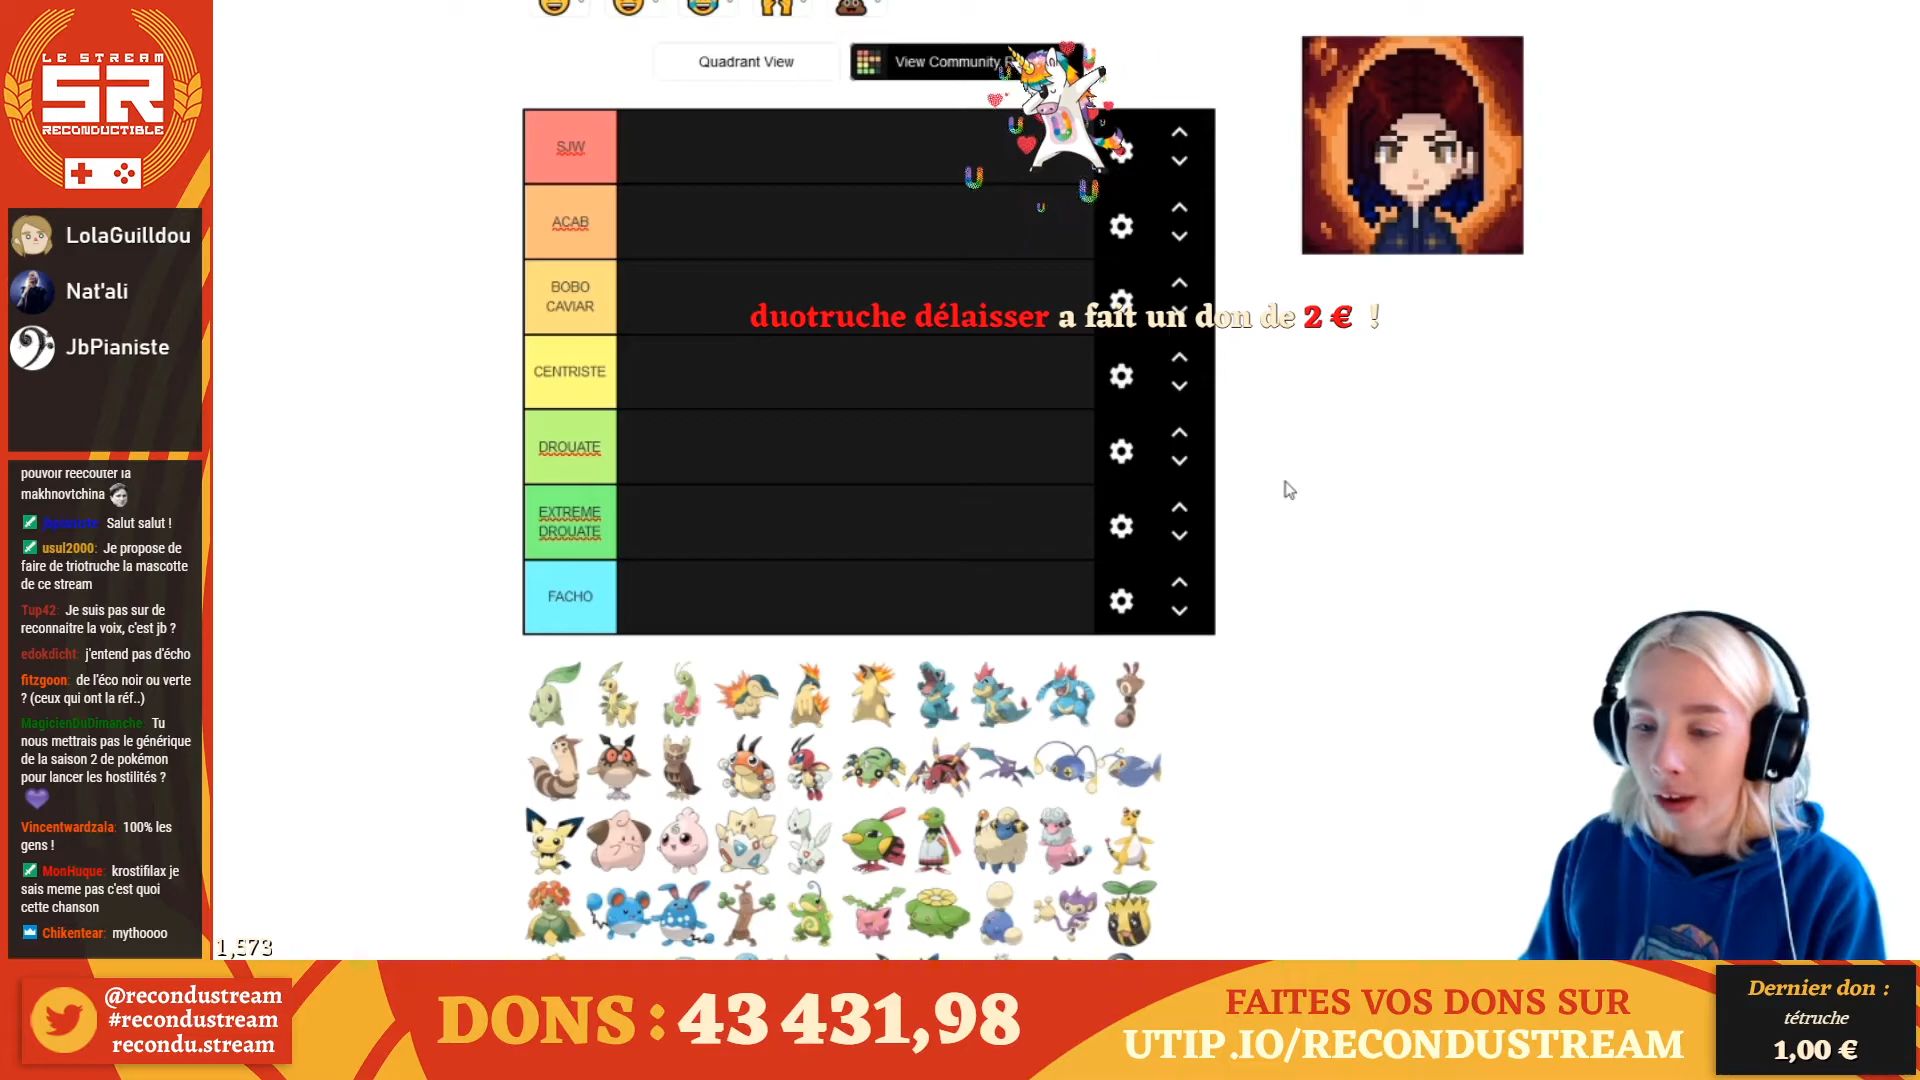 LE STREAM
SR
RECONDUCTIBLE
LolaGuilldou
Nat'ali
JbPianiste
pouvoir réécouter la
makhnovtchina
jbpianiste: Salut salut !
usul2000: Je propose de
faire de triotruche la mascotte
de ce stream
Tup42: Je suis pas sur de
reconnaitre la voix, c'est jb ?
edokdicht: j'entend pas d'écho
fitzgoon: de l'éco noir ou verte
? (ceux qui ont la réf..)
MagicienDuDimanche: Tu
nous mettrais pas le générique
de la saison 2 de pokémon
pour lancer les hostilités ?
Vincentwardzala: 100% les
gens !
MonHuque: krostifilax je
sais meme pas c'est quoi
cette chanson
Chikentear: mythoooo
1,573
Quadrant View
View Community
SJW
ACAB
BOBO
CAVIAR
CENTRISTE
DROUATE
EXTREME
DROUATE
FACHO
duotruche délaisser a fait un don de 2 € !
@recondustream
#recondustream
recondu.stream
DONS : 43 431,98
FAITES VOS DONS SUR
UTIP.IO/RECONDUSTREAM
Dernier don :
tétruche
1,00 €